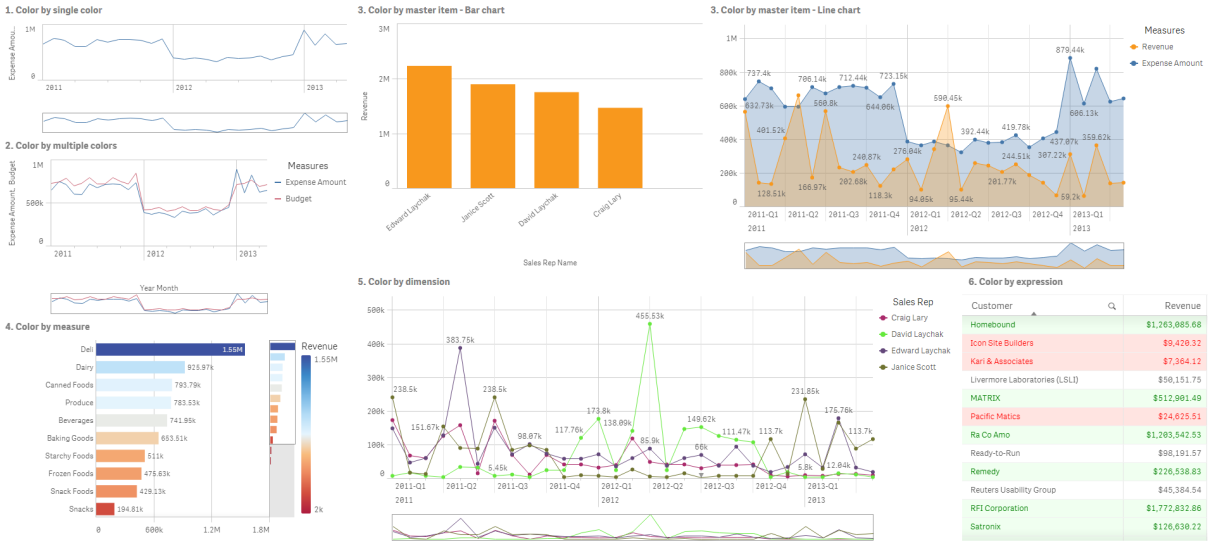 1. Color by single color
Expense Amou...
1M
0
2011
2012
2013
2. Color by multiple colors
Expense Amount, Budget
1M
500k
0
2011
2012
2013
Year Month
Measures
Expense Amount
Budget
3. Color by master item - Bar chart
Revenue
3M
2M
1M
0
Edward Laychak
Janice Scott
David Laychak
Craig Lary
Sales Rep Name
3. Color by master item - Line chart
Measures
Revenue
Expense Amount
1M
800k
600k
400k
200k
0
737.4k
706.14k
712.44k
723.15k
879.44k
632.73k
560.8k
644.06k
590.45k
606.13k
401.52k
240.87k
276.04k
392.44k
419.78k
437.07k
359.62k
128.51k
166.97k
202.68k
118.3k
94.05k
95.44k
201.77k
244.51k
307.22k
59.2k
2011-Q1
2011-Q2
2011-Q3
2011-Q4
2012-Q1
2012-Q2
2012-Q3
2012-Q4
2013-Q1
2011
2012
2013
4. Color by measure
Deli 1.55M
Dairy 925.97k
Canned Foods 793.79k
Produce 783.53k
Beverages 741.95k
Baking Goods 663.51k
Starchy Foods 511k
Frozen Foods 475.63k
Snack Foods 429.13k
Snacks 194.81k
0 600k 1.2M 1.8M
Revenue
1.55M
2k
5. Color by dimension
Sales Rep
Craig Lary
David Laychak
Edward Laychak
Janice Scott
500k
400k
300k
200k
100k
0
455.53k
383.75k
238.5k
238.5k
231.85k
151.67k
98.07k
117.76k
173.8k
138.09k
149.62k
111.47k
113.7k
175.76k
113.7k
5.45k
85.9k
66k
5.8k
12.04k
2011-Q1
2011-Q2
2011-Q3
2011-Q4
2012-Q1
2012-Q2
2012-Q3
2012-Q4
2013-Q1
2011
2012
2013
6. Color by expression
Customer Revenue
Homebound $1,263,085.68
Icon Site Builders $9,420.32
Kari & Associates $7,364.12
Livermore Laboratories (LSLI) $50,151.75
MATRIX $512,901.49
Pacific Matics $24,625.51
Ra Co Amo $1,203,542.53
Ready-to-Run $98,191.57
Remedy $226,538.83
Reuters Usability Group $45,384.54
RFI Corporation $1,772,832.86
Satronix $126,630.22